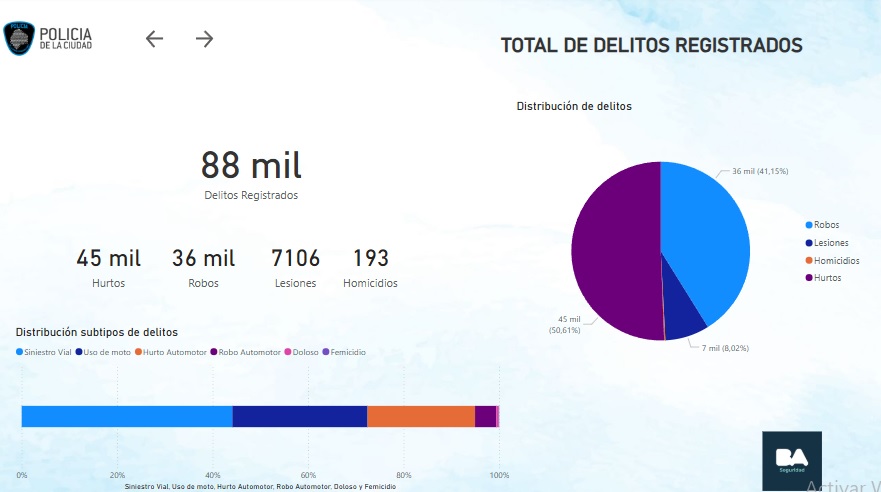 POLICIA
POLICIA
DE LA CIUDAD
TOTAL DE DELITOS REGISTRADOS
Distribución de delitos
88 mil
Delitos Registrados
45 mil
Hurtos
36 mil
Robos
7106
Lesiones
193
Homicidios
36 mil (41,15%)
7 mil (8,02%)
45 mil
(50,61%)
Robos
Lesiones
Homicidios
Hurtos
Distribución subtipos de delitos
Siniestro Vial Uso de moto Hurto Automotor Robo Automotor Doloso Femicidio
0% 20% 40% 60% 80% 100%
Siniestro Vial, Uso de moto, Hurto Automotor, Robo Automotor, Doloso y Femicidio
BA
Seguridad
Activar W